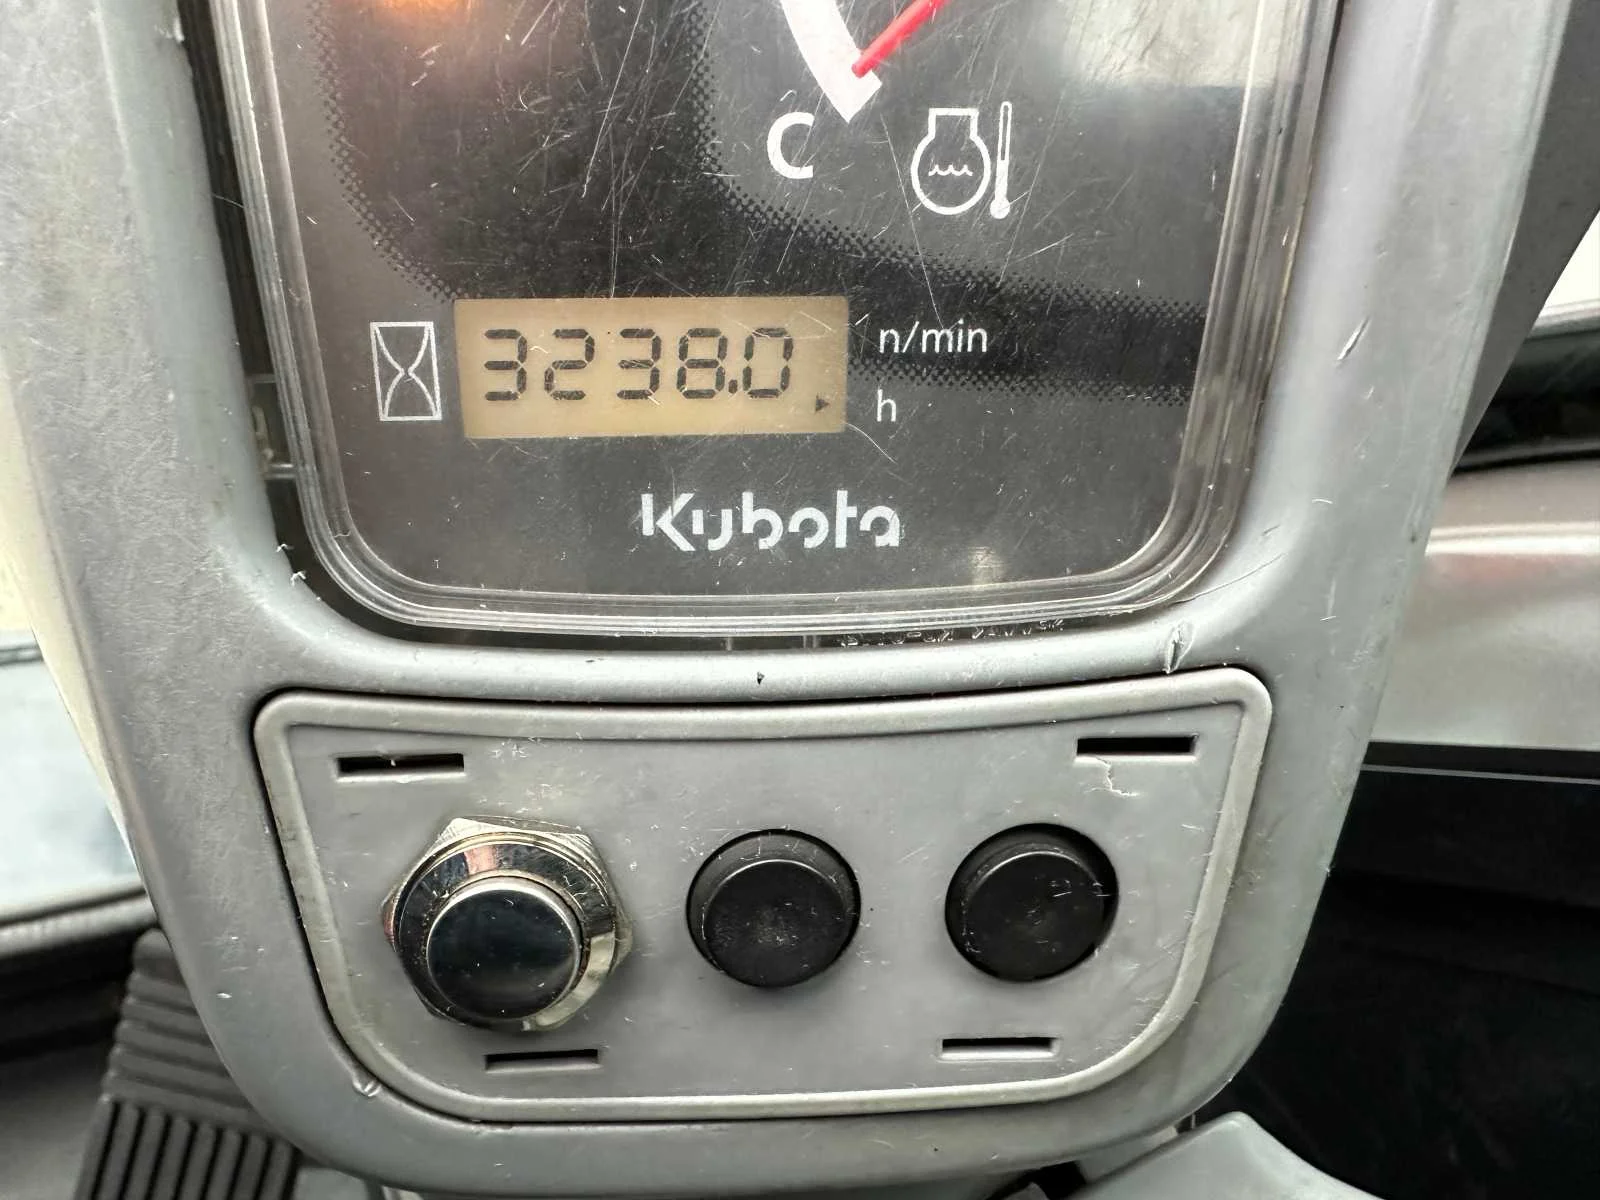 C
3238.0
n/min
h
Kubota